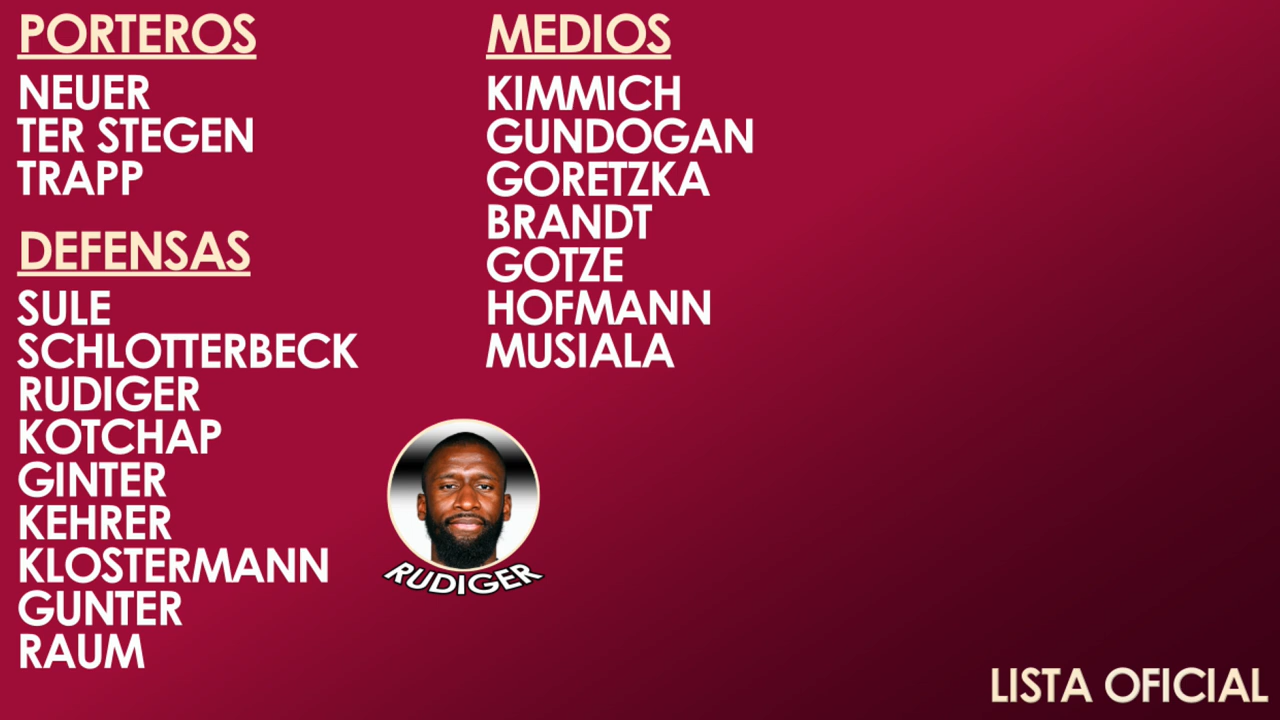 PORTEROS
NEUER
TER STEGEN
TRAPP
DEFENSAS
SULE
SCHLOTTERBECK
RUDIGER
KOTCHAP
GINTER
KEHRER
KLOSTERMANN
GUNTER
RAUM
MEDIOS
KIMMICH
GUNDOGAN
GORETZKA
BRANDT
GOTZE
HOFMANN
MUSIALA
RUDIGER
LISTA OFICIAL